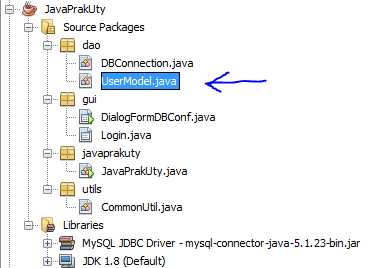 JavaPrakUty
Source Packages
dao
DBConnection.java
UserModel.java
gui
DialogFormDBConf.java
Login.java
javaprakuty
JavaPrakUty.java
utils
CommonUtil.java
Libraries
MySQL JDBC Driver - mysql-connector-java-5.1.23-bin.jar
JDK 1.8 (Default)